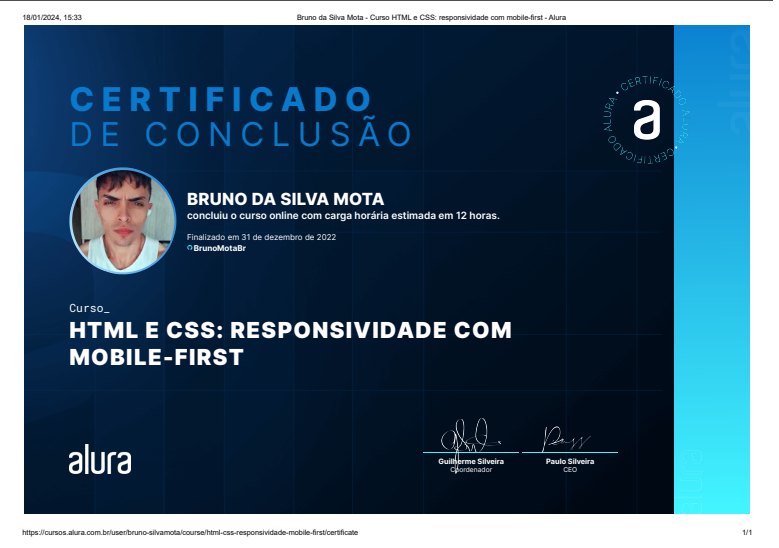 18/01/2024, 15:33
Bruno da Silva Mota - Curso HTML e CSS: responsividade com mobile-first - Alura
CERTIFICADO
DE CONCLUSÃO
CERTIFICADO ALURA • CERTIFICADO ALURA •
a
alura
BRUNO DA SILVA MOTA
concluiu o curso online com carga horária estimada em 12 horas.
Finalizado em 31 de dezembro de 2022
BrunoMotaBr
Curso_
HTML E CSS: RESPONSIVIDADE COM
MOBILE-FIRST
alura
Guilherme Silveira
Coordenador
Paulo Silveira
CEO
alura
https://cursos.alura.com.br/user/bruno-silvamota/course/html-css-responsividade-mobile-first/certificate
1/1